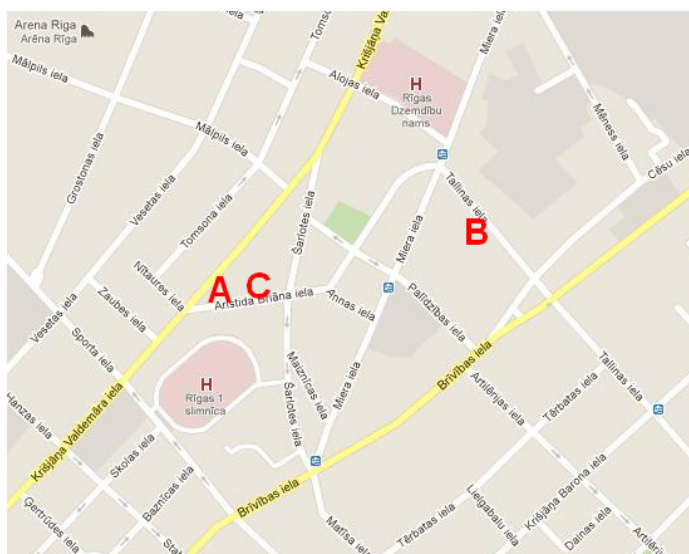 Arena Riga
Arēna Rīga
Mālpils iela
Tomsona
Krišjāņa Va
Miera iela
H
Rīgas
Dzemdību
nams
Alojas iela
Mēness iela
Cēsu iela
Grostonas iela
Mālpils iela
Vesetas iela
Tomsona iela
Šarlotes iela
Tallinas iela
B
Miera iela
Nītaures iela
A
C
Aristida Briāna iela
Annas iela
Palīdzības iela
Vesetas iela
Zaubes iela
Sporta iela
Brīvības iela
Tallinas iela
H
Rīgas 1
slimnīca
Maiznīcas iela
Šarlotes iela
Miera iela
Artilērijas iela
Tērbatas iela
Krišjāņa Valdemāra iela
Hanzas iela
Skolas iela
Baznīcas iela
Brīvības iela
Ģertrūdes iela
Matīsa iela
Tērbatas iela
Lielgabalu iela
Krišjāņa Barona iela
Dainas iela
Artilērij